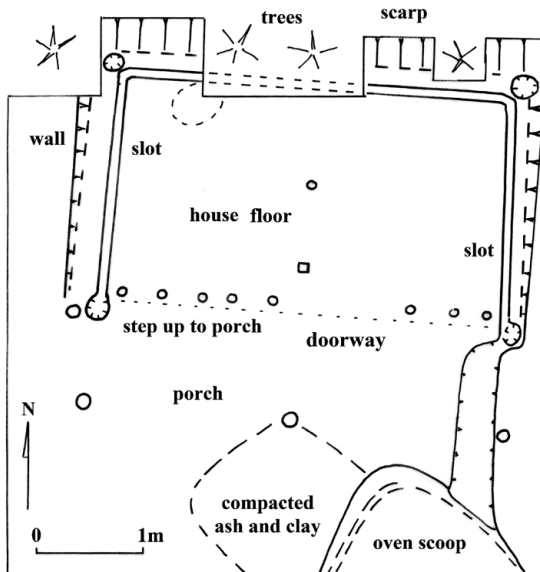 trees
scarp
wall
slot
house floor
slot
step up to porch
doorway
porch
N
compacted
ash and clay
0 1m
oven scoop